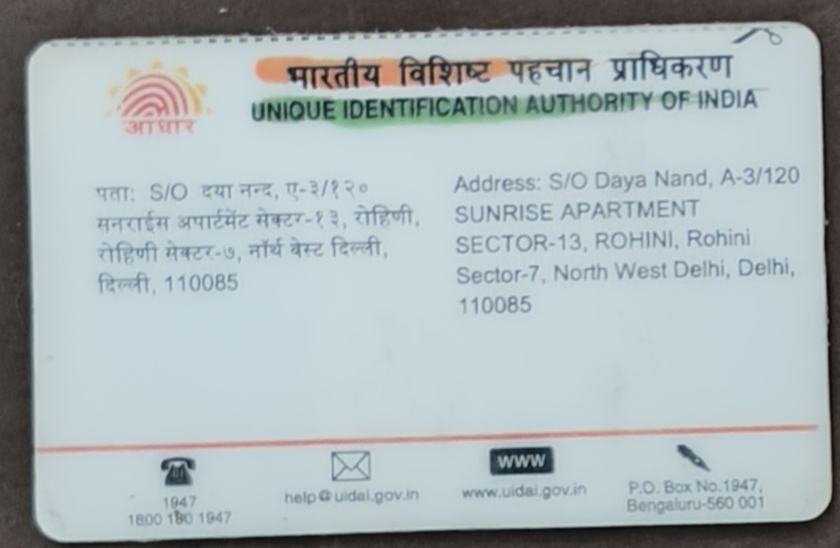 भारतीय विशिष्ट पहचान प्राधिकरण
UNIQUE IDENTIFICATION AUTHORITY OF INDIA
आधार
पता: S/O दया नन्द, ए-३/१२०
सनराईस अपार्टमेंट सेक्टर-१३, रोहिणी,
रोहिणी सेक्टर-७, नॉर्थ वेस्ट दिल्ली,
दिल्ली, 110085
Address: S/O Daya Nand, A-3/120
SUNRISE APARTMENT
SECTOR-13, ROHINI, Rohini
Sector-7, North West Delhi, Delhi,
110085
1947
1800 180 1947
help@uidai.gov.in
WWW
www.uidai.gov.in
P.O. Box No.1947,
Bengaluru-560 001